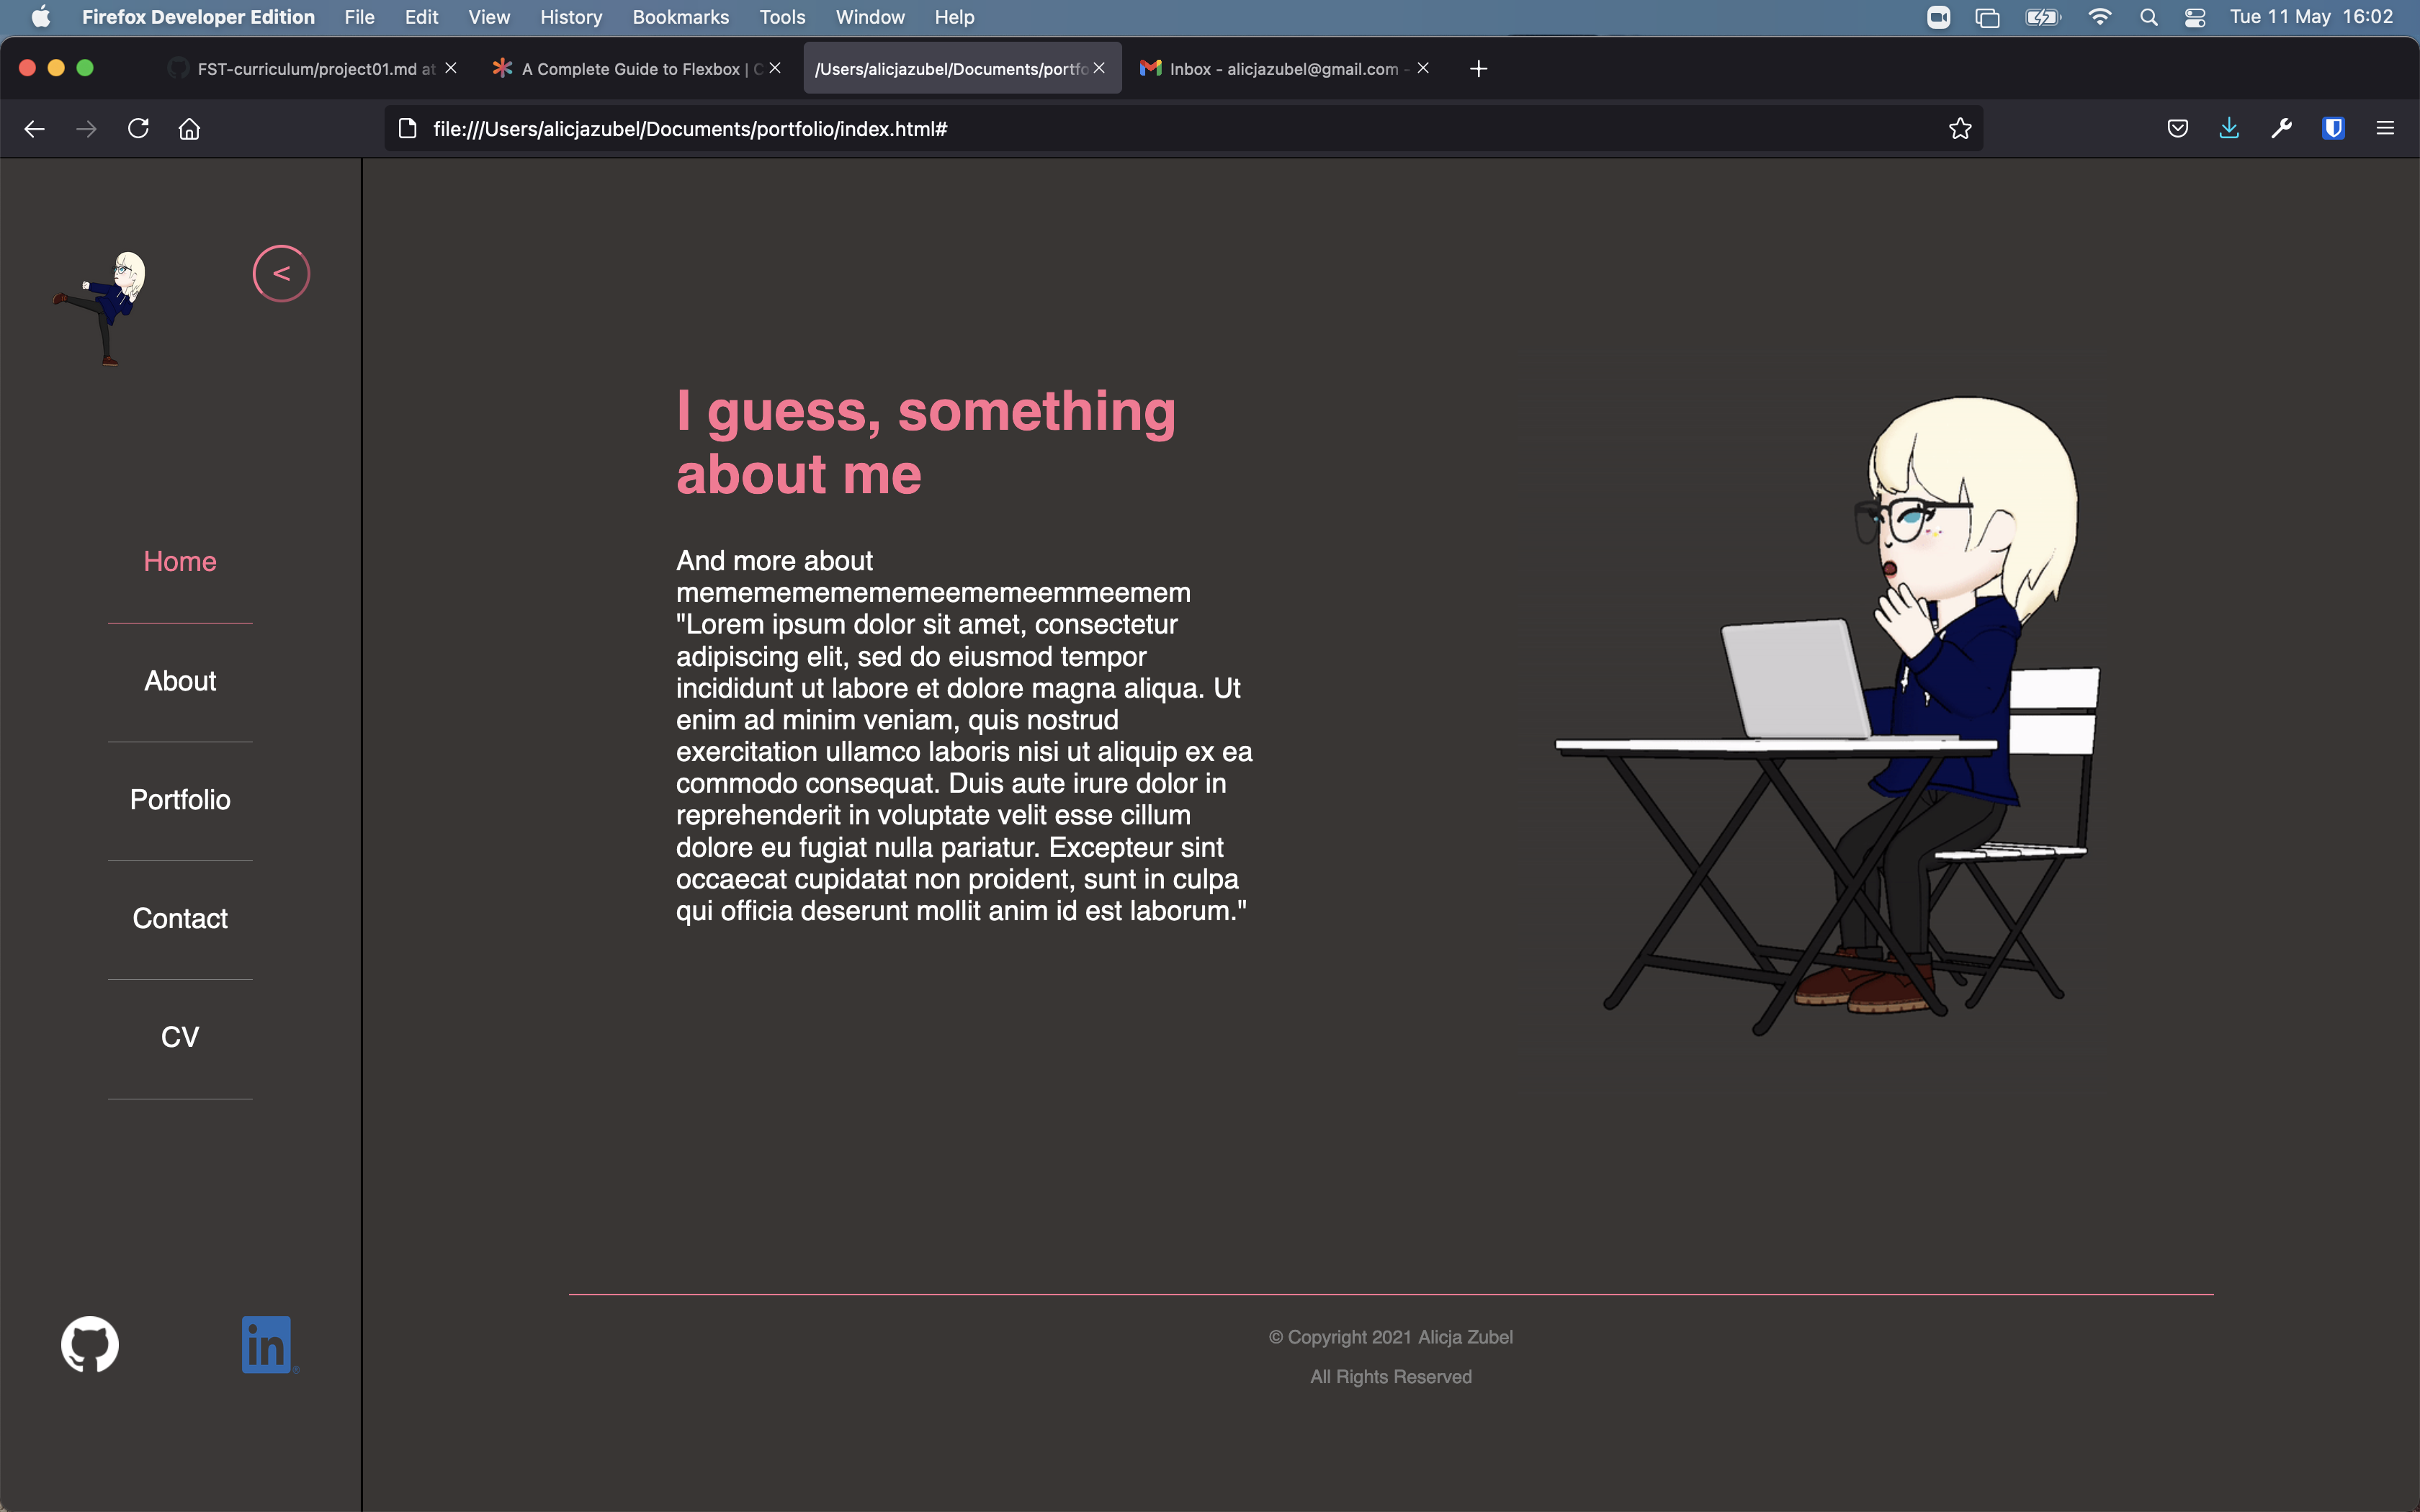 Firefox Developer Edition File Edit View History Bookmarks Tools Window Help Tue 11 May 16:02
FST-curriculum/project01.md at A Complete Guide to Flexbox | C /Users/alicjazubel/Documents/portfo Inbox - alicjazubel@gmail.com -
file:///Users/alicjazubel/Documents/portfolio/index.html#
<
Home
About
Portfolio
Contact
CV
in
I guess, something
about me
And more about
mememememememeememeemmeemem
"Lorem ipsum dolor sit amet, consectetur
adipiscing elit, sed do eiusmod tempor
incididunt ut labore et dolore magna aliqua. Ut
enim ad minim veniam, quis nostrud
exercitation ullamco laboris nisi ut aliquip ex ea
commodo consequat. Duis aute irure dolor in
reprehenderit in voluptate velit esse cillum
dolore eu fugiat nulla pariatur. Excepteur sint
occaecat cupidatat non proident, sunt in culpa
qui officia deserunt mollit anim id est laborum."
© Copyright 2021 Alicja Zubel
All Rights Reserved